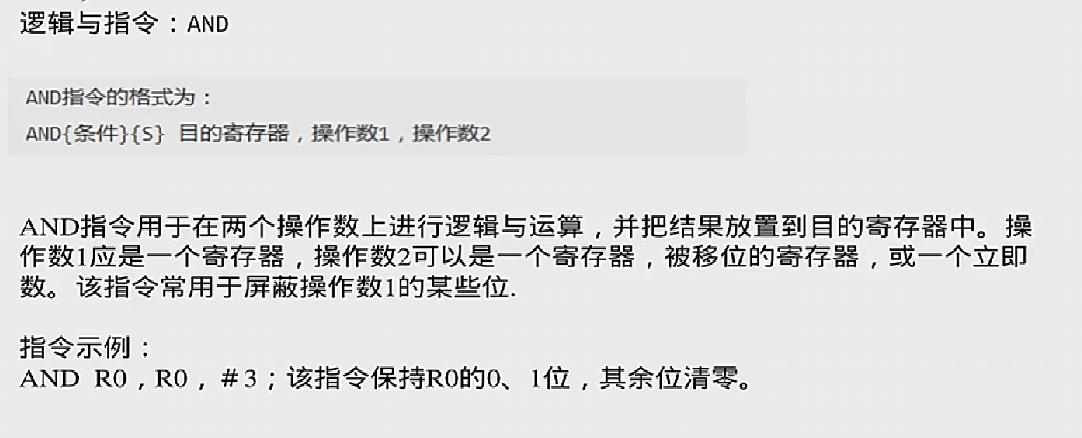 逻辑与指令：AND
AND指令的格式为：
AND{条件}{S} 目的寄存器，操作数1，操作数2
AND指令用于在两个操作数上进行逻辑与运算，并把结果放置到目的寄存器中。操
作数1应是一个寄存器，操作数2可以是一个寄存器，被移位的寄存器，或一个立即
数。该指令常用于屏蔽操作数1的某些位.
指令示例：
AND R0，R0，＃3；该指令保持R0的0、1位，其余位清零。